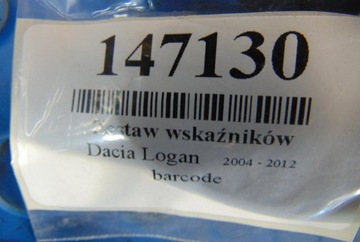 147130
Zestaw wskaźników
Dacia Logan 2004 - 2012
barcode